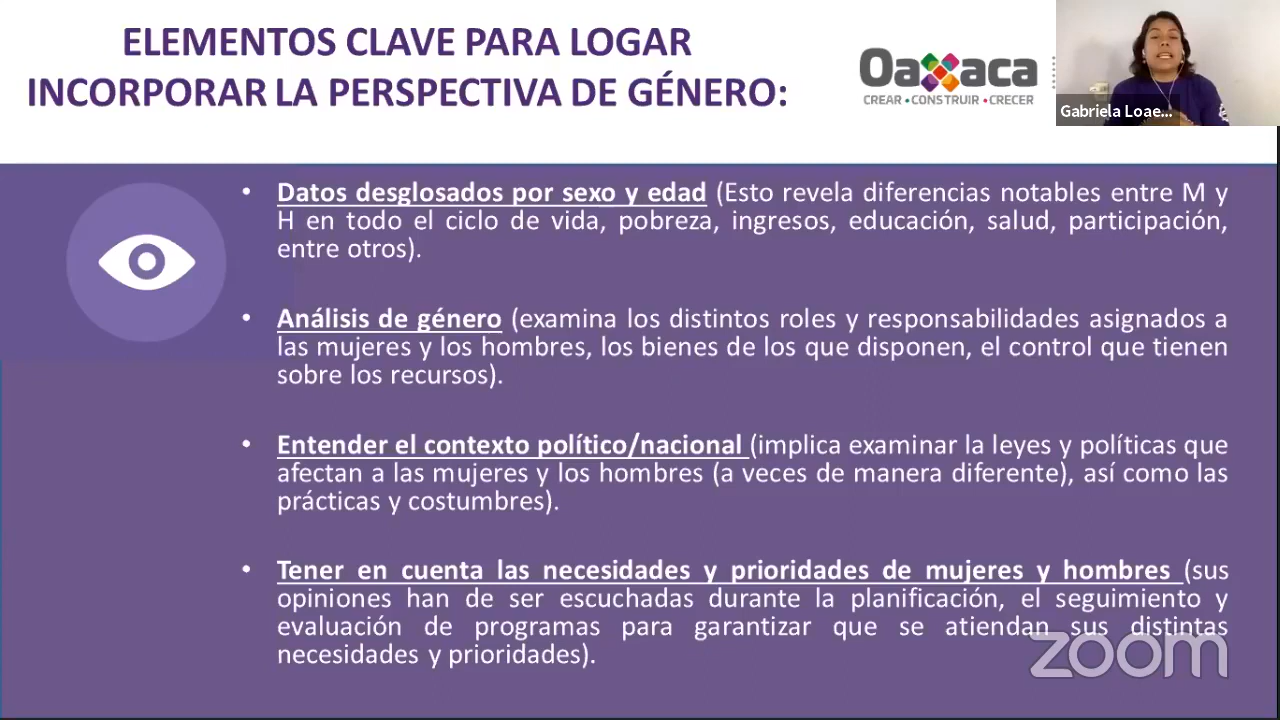 ELEMENTOS CLAVE PARA LOGAR
INCORPORAR LA PERSPECTIVA DE GÉNERO:
Oaxaca
CREAR • CONSTRUIR • CRECER
Gabriela Loae...
• Datos desglosados por sexo y edad (Esto revela diferencias notables entre M y
H en todo el ciclo de vida, pobreza, ingresos, educación, salud, participación,
entre otros).
• Análisis de género (examina los distintos roles y responsabilidades asignados a
las mujeres y los hombres, los bienes de los que disponen, el control que tienen
sobre los recursos).
• Entender el contexto político/nacional (implica examinar la leyes y políticas que
afectan a las mujeres y los hombres (a veces de manera diferente), así como las
prácticas y costumbres).
• Tener en cuenta las necesidades y prioridades de mujeres y hombres (sus
opiniones han de ser escuchadas durante la planificación, el seguimiento y
evaluación de programas para garantizar que se atiendan sus distintas
necesidades y prioridades).
zoom